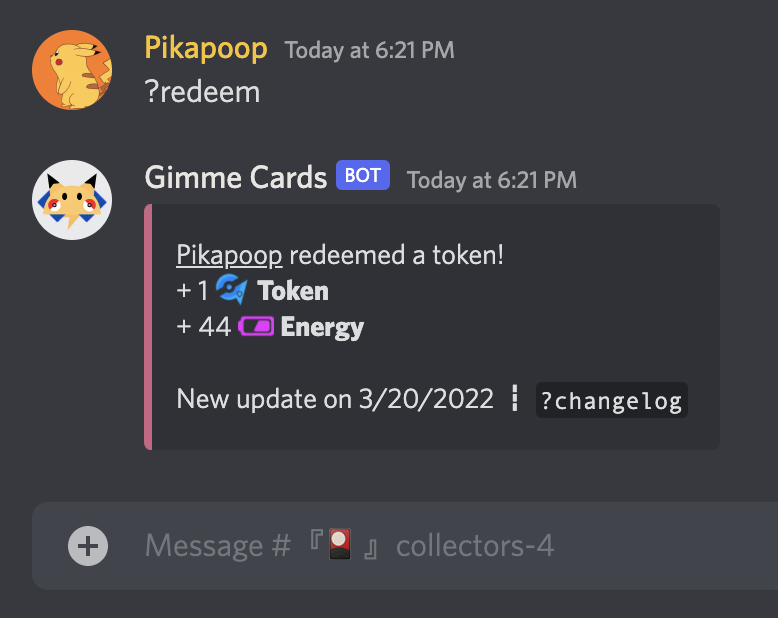 Pikapoop Today at 6:21 PM
?redeem
Gimme Cards BOT Today at 6:21 PM
Pikapoop redeemed a token!
+ 1 Token
+ 44 Energy
New update on 3/20/2022 ┋ ?changelog
Message # 『🎴』collectors-4